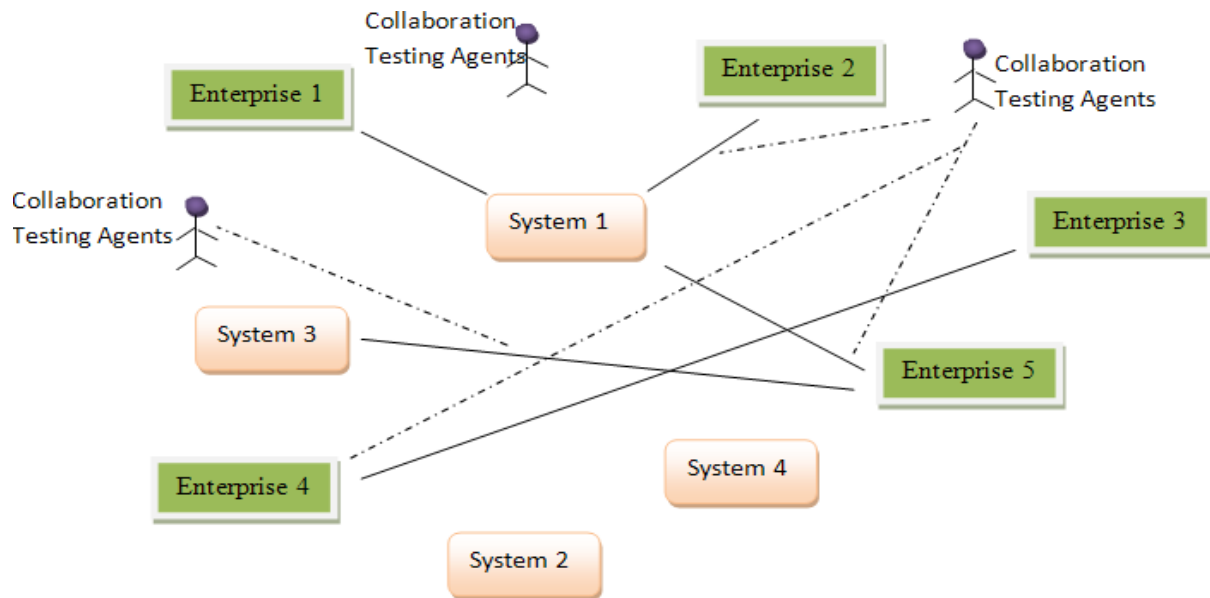 Collaboration
Testing Agents
Enterprise 1
Enterprise 2
Collaboration
Testing Agents
Collaboration
Testing Agents
System 1
Enterprise 3
System 3
Enterprise 5
System 4
Enterprise 4
System 2